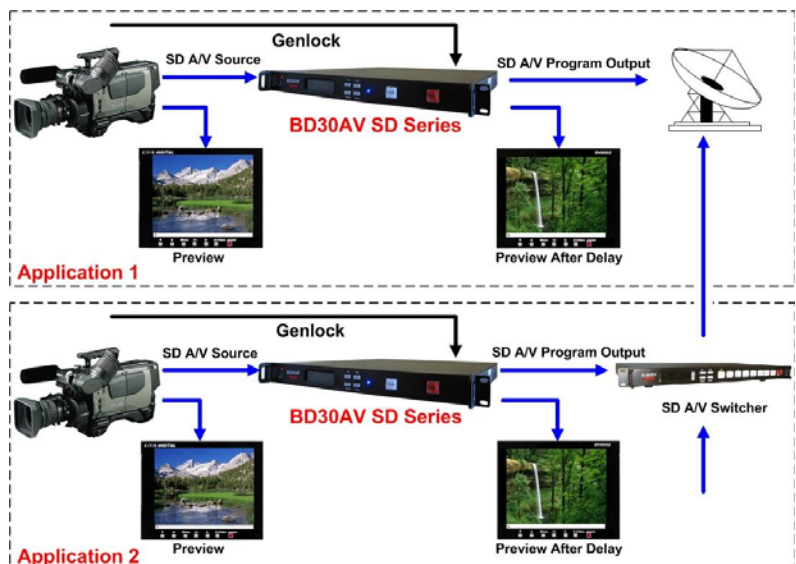 Genlock
SD A/V Source
SD A/V Program Output
BD30AV SD Series
Preview
Preview After Delay
Application 1
Genlock
SD A/V Source
SD A/V Program Output
BD30AV SD Series
SD A/V Switcher
Preview
Preview After Delay
Application 2